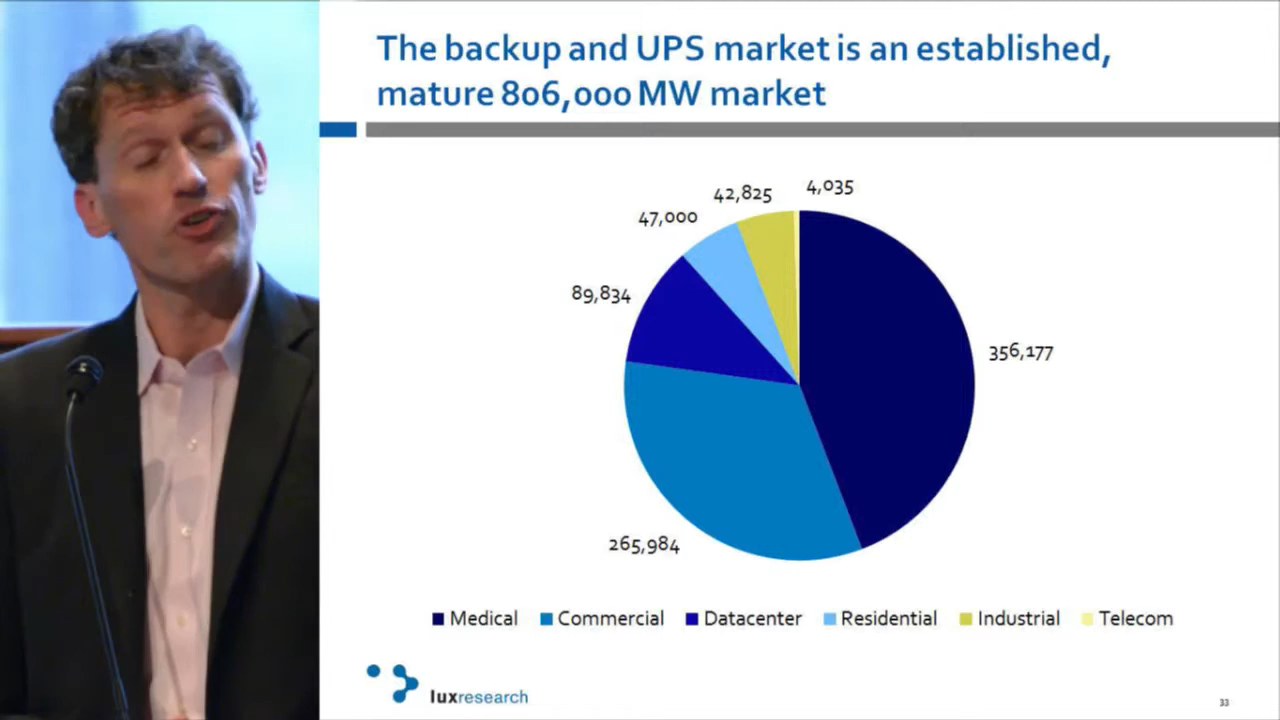 The backup and UPS market is an established,
mature 806,000 MW market
4,035
42,825
47,000
89,834
356,177
265,984
Medical Commercial Datacenter Residential Industrial Telecom
luxresearch
33